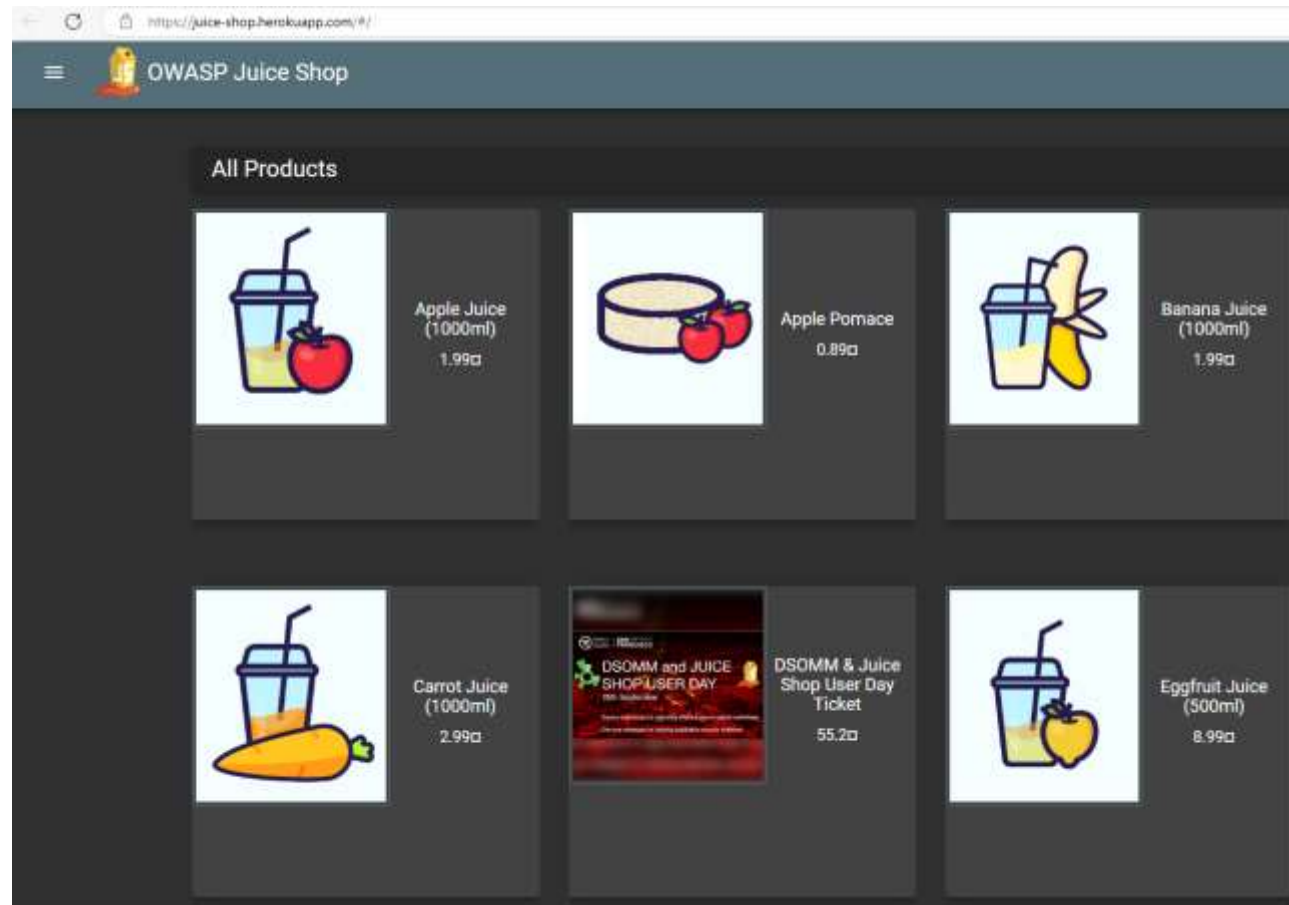 https://juice-shop.herokuapp.com/#/
OWASP Juice Shop
All Products
Apple Juice
(1000ml)
1.99¤
Apple Pomace
0.89¤
Banana Juice
(1000ml)
1.99¤
Carrot Juice
(1000ml)
2.99¤
DSOMM and JUICE
SHOP USER DAY
DSOMM & Juice
Shop User Day
Ticket
55.2¤
Eggfruit Juice
(500ml)
8.99¤